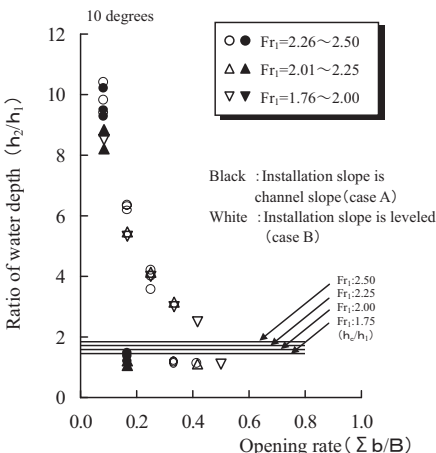 10 degrees
Ratio of water depth (h₂/h₁)
12
10
8
6
4
2
0
○ ● Fr₁=2.26～2.50
△ ▲ Fr₁=2.01～2.25
▽ ▼ Fr₁=1.76～2.00
Black :Installation slope is
channel slope(case A)
White :Installation slope is leveled
(case B)
Fr₁:2.50
Fr₁:2.25
Fr₁:2.00
Fr₁:1.75
(h꜀/h₁)
0.0 0.2 0.4 0.6 0.8 1.0
Opening rate(Σb/B)